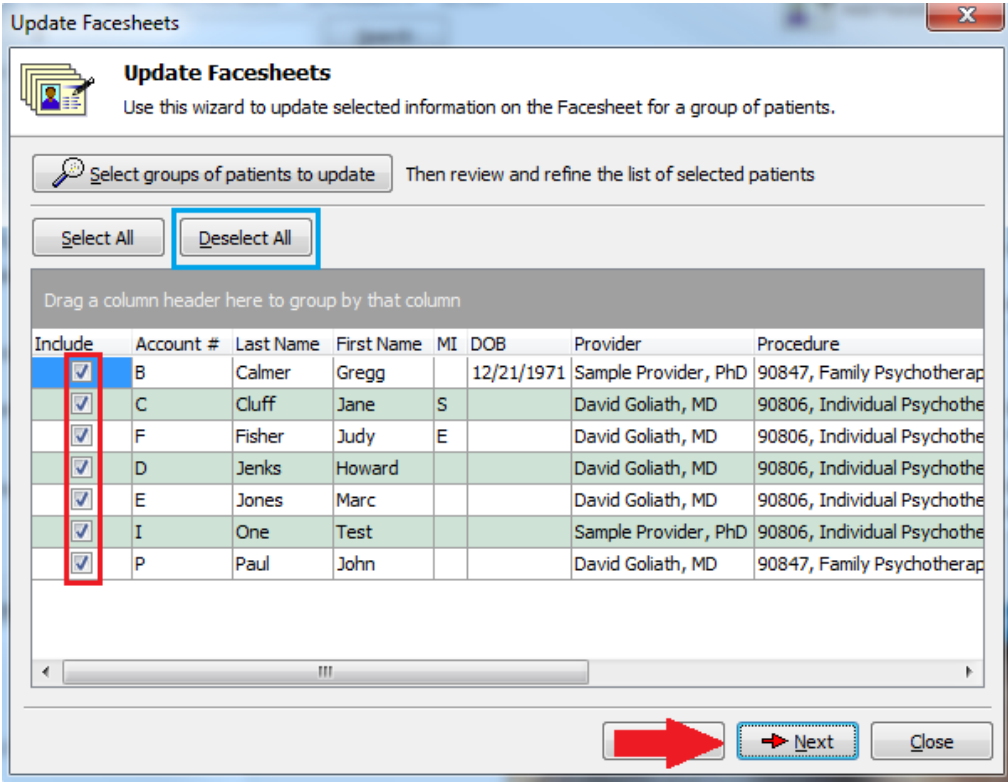 Update Facesheets
Update Facesheets
Use this wizard to update selected information on the Facesheet for a group of patients.
Select groups of patients to update Then review and refine the list of selected patients
Select All Deselect All
Drag a column header here to group by that column
Include Account # Last Name First Name MI DOB Provider Procedure
B Calmer Gregg 12/21/1971 Sample Provider, PhD 90847, Family Psychotherap
C Cluff Jane S David Goliath, MD 90806, Individual Psychothe
F Fisher Judy E David Goliath, MD 90806, Individual Psychothe
D Jenks Howard David Goliath, MD 90806, Individual Psychothe
E Jones Marc David Goliath, MD 90806, Individual Psychothe
I One Test Sample Provider, PhD 90806, Individual Psychothe
P Paul John David Goliath, MD 90847, Family Psychotherap
Next Close